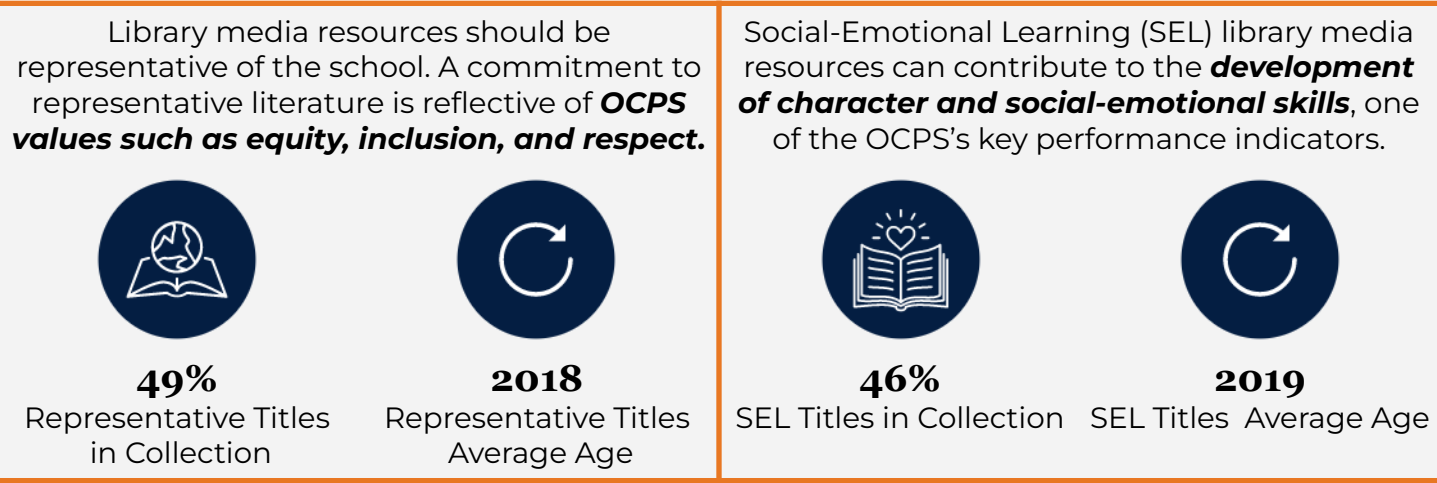 Library media resources should be
representative of the school. A commitment to
representative literature is reflective of OCPS
values such as equity, inclusion, and respect.
49%
Representative Titles
in Collection
2018
Representative Titles
Average Age
Social-Emotional Learning (SEL) library media
resources can contribute to the development
of character and social-emotional skills, one
of the OCPS’s key performance indicators.
46%
SEL Titles in Collection
2019
SEL Titles  Average Age